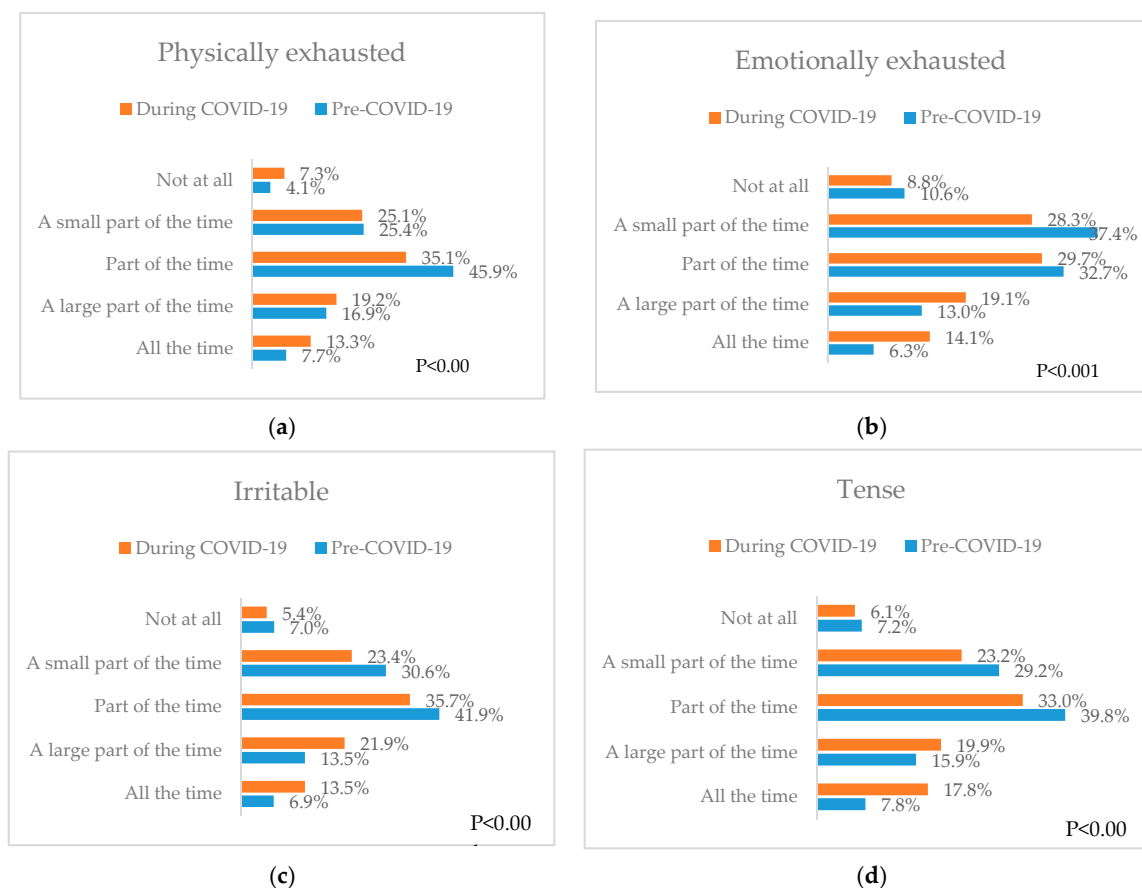 Physically exhausted
During COVID-19 Pre-COVID-19
Not at all 7.3%
4.1%
A small part of the time 25.1%
25.4%
Part of the time 35.1%
45.9%
A large part of the time 19.2%
16.9%
All the time 13.3%
7.7%
P<0.00
(a)
Emotionally exhausted
During COVID-19 Pre-COVID-19
Not at all 8.8%
10.6%
A small part of the time 28.3%
37.4%
Part of the time 29.7%
32.7%
A large part of the time 19.1%
13.0%
All the time 14.1%
6.3%
P<0.001
(b)
Irritable
During COVID-19 Pre-COVID-19
Not at all 5.4%
7.0%
A small part of the time 23.4%
30.6%
Part of the time 35.7%
41.9%
A large part of the time 21.9%
13.5%
All the time 13.5%
6.9%
P<0.00
(c)
Tense
During COVID-19 Pre-COVID-19
Not at all 6.1%
7.2%
A small part of the time 23.2%
29.2%
Part of the time 33.0%
39.8%
A large part of the time 19.9%
15.9%
All the time 17.8%
7.8%
P<0.00
(d)